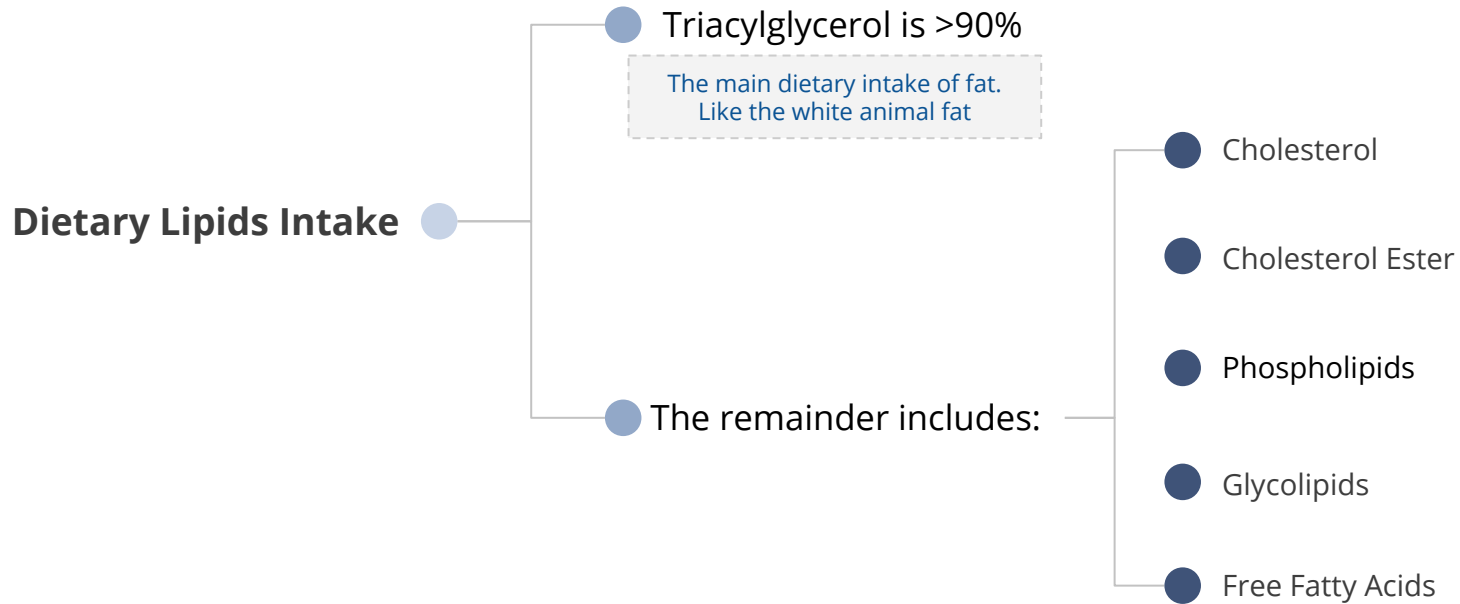 Dietary Lipids Intake
Triacylglycerol is >90%
The main dietary intake of fat.
Like the white animal fat
The remainder includes:
Cholesterol
Cholesterol Ester
Phospholipids
Glycolipids
Free Fatty Acids